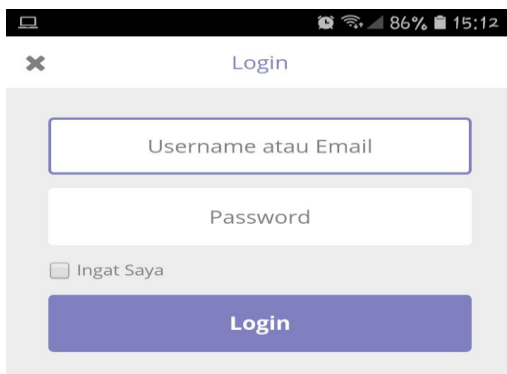 86% 15:12
Login
Username atau Email
Password
Ingat Saya
Login